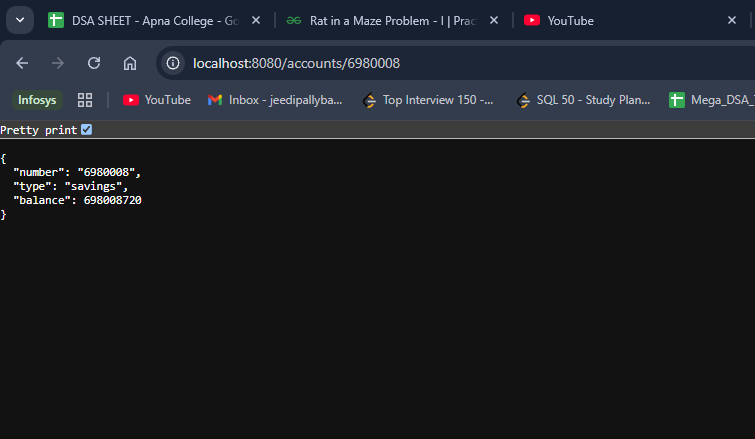 DSA SHEET - Apna College - Go
Rat in a Maze Problem - I | Prac
YouTube
localhost:8080/accounts/6980008
Infosys
YouTube
Inbox - jeedipallyba...
Top Interview 150 -...
SQL 50 - Study Plan...
Mega_DSA_
Pretty print
{
"number": "6980008",
"type": "savings",
"balance": 698008720
}